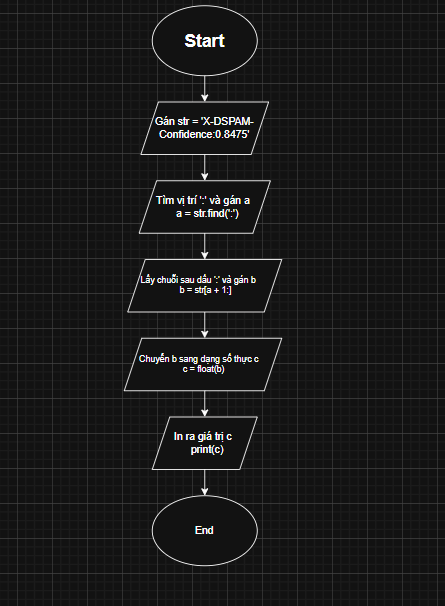 Start
Gán str = 'X-DSPAM-
Confidence:0.8475'
Tìm vị trí ':' và gán a
a = str.find(':')
Lấy chuỗi sau dấu ':' và gán b
b = str[a + 1:]
Chuyển b sang dạng số thực c
c = float(b)
In ra giá trị c
print(c)
End